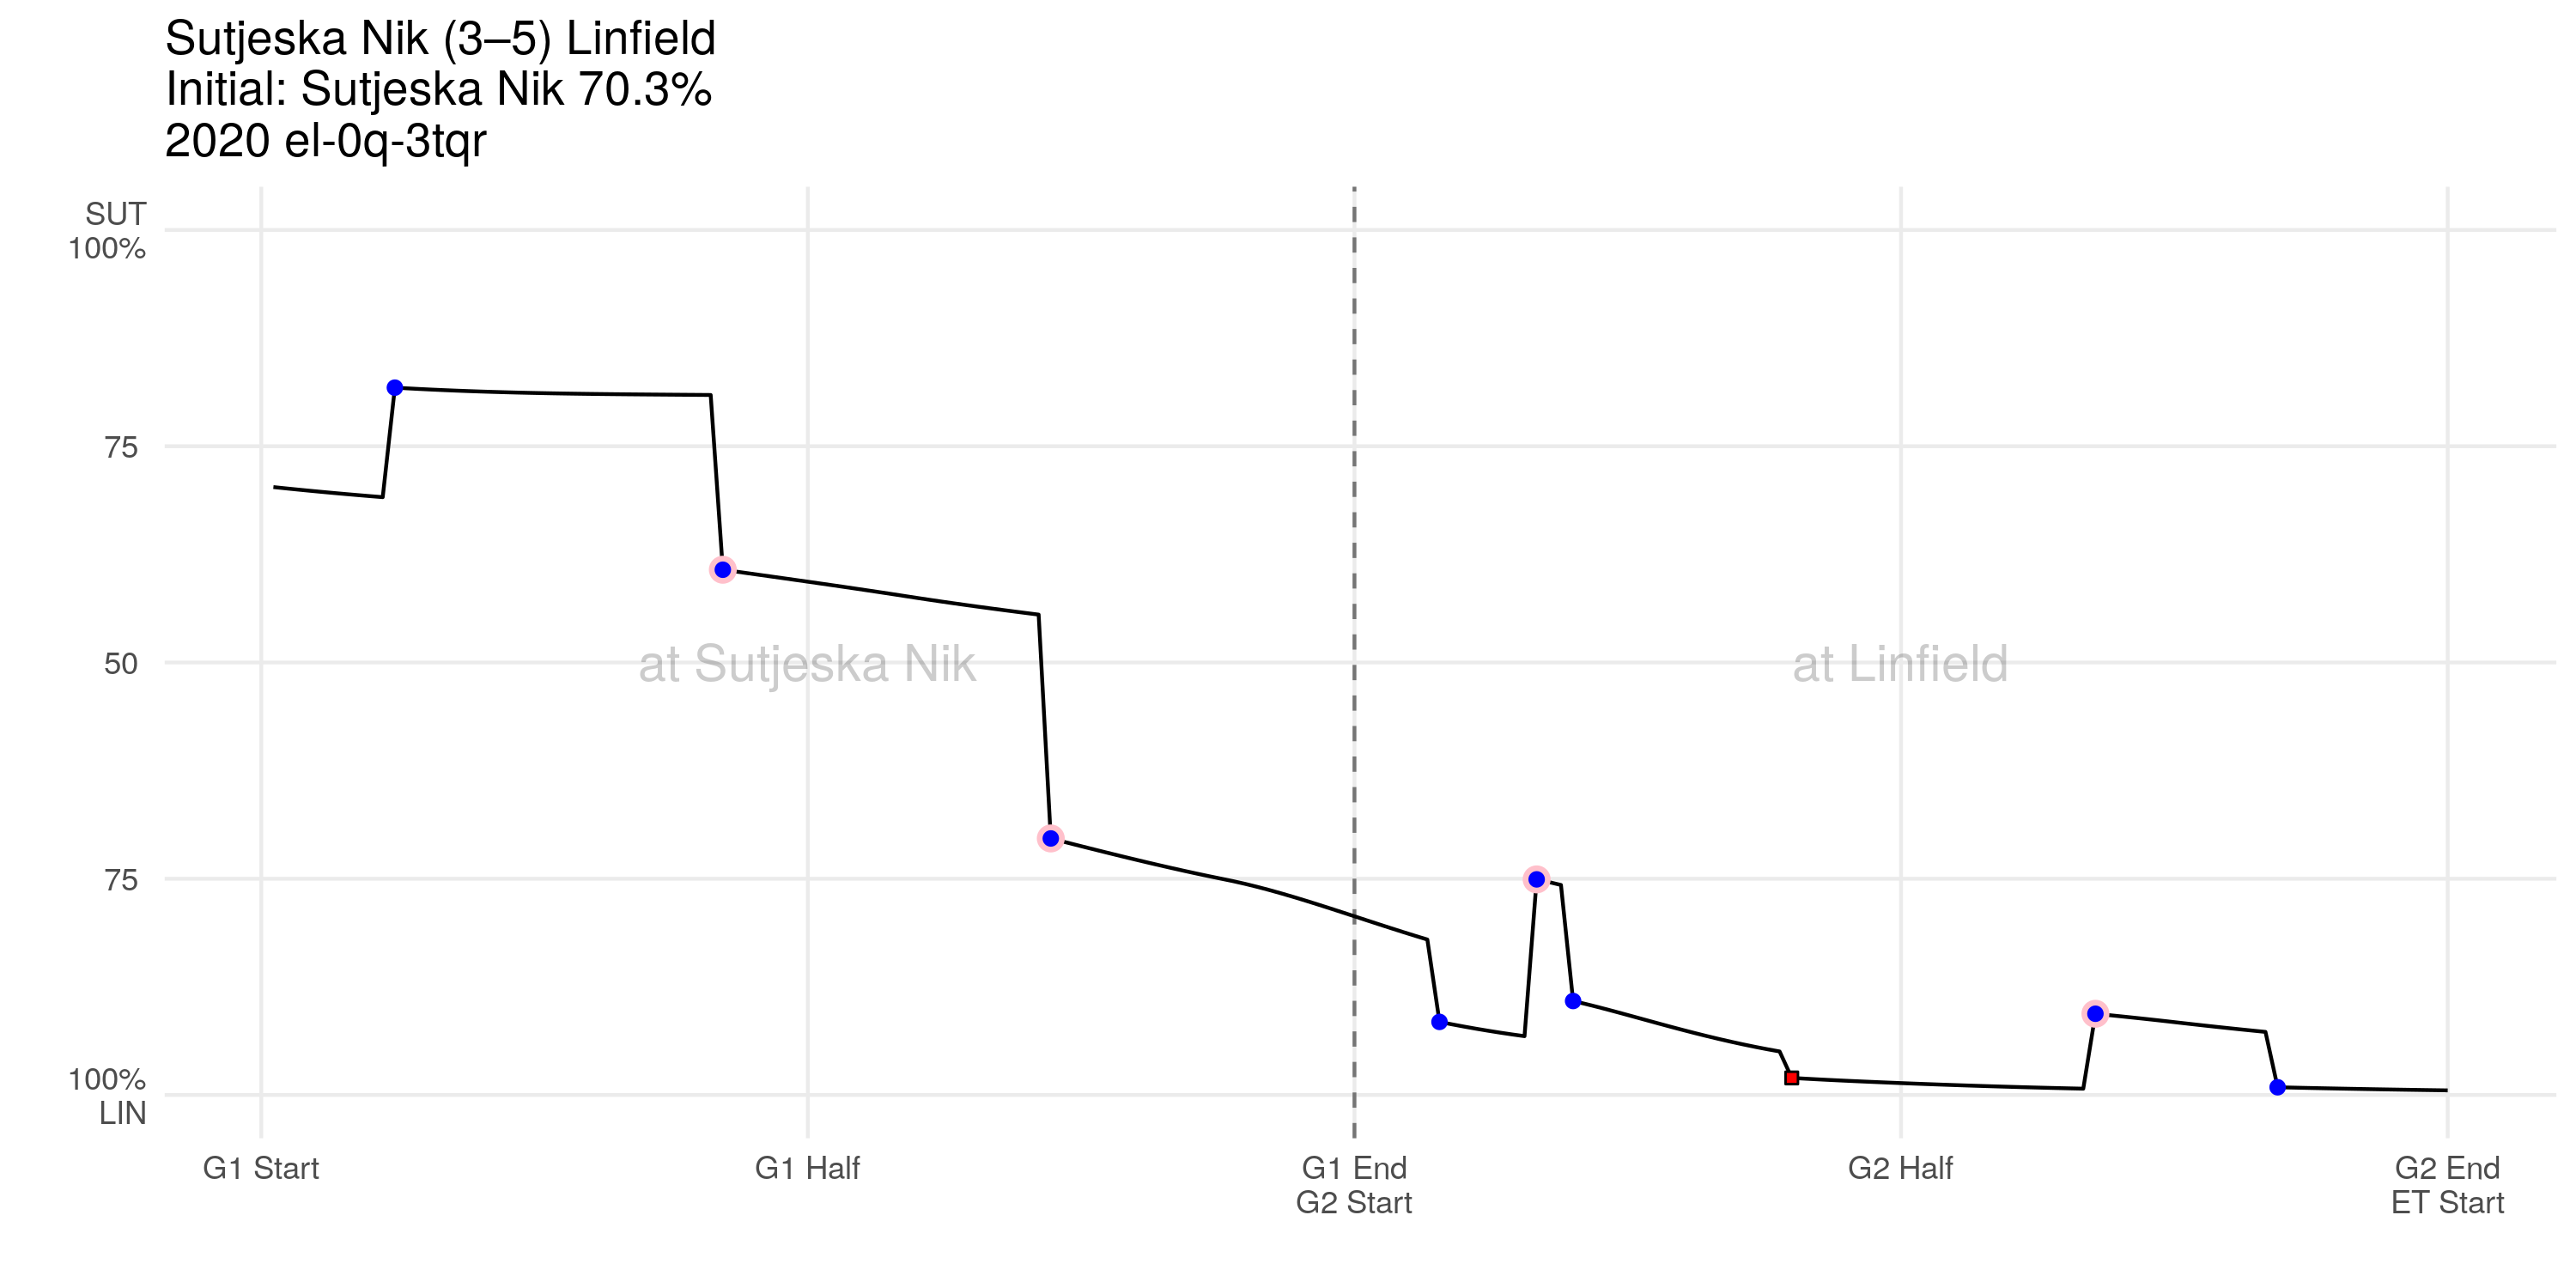 Sutjeska Nik (3–5) Linfield
Initial: Sutjeska Nik 70.3%
2020 el-0q-3tqr
SUT
100%
75
50
75
100%
LIN
at Sutjeska Nik
at Linfield
G1 Start
G1 Half
G1 End
G2 Start
G2 Half
G2 End
ET Start